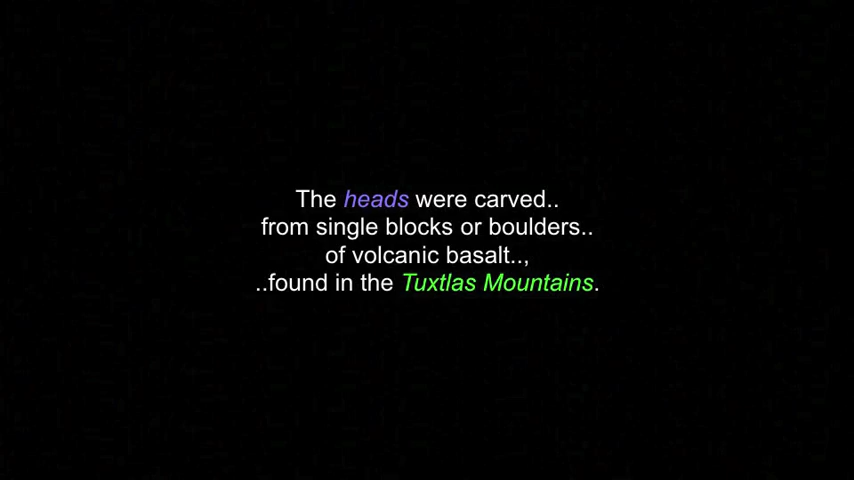 The heads were carved..
from single blocks or boulders..
of volcanic basalt..,
..found in the Tuxtlas Mountains.